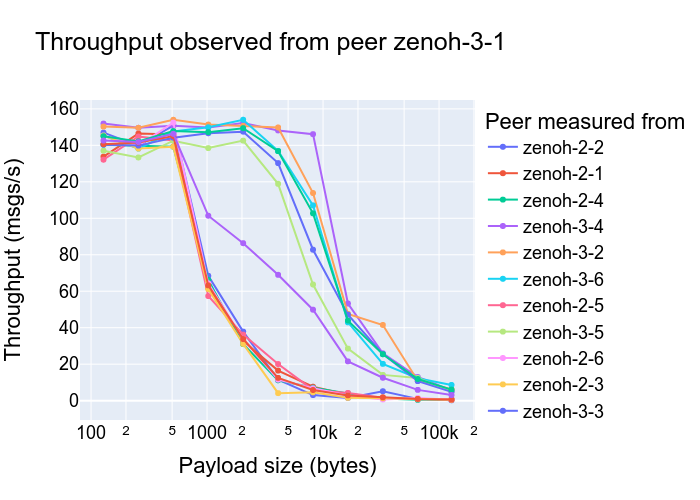 Throughput observed from peer zenoh-3-1
Throughput (msgs/s)
160
140
120
100
80
60
40
20
0
100 2 5 1000 2 5 10k 2 5 100k 2
Payload size (bytes)
Peer measured from
zenoh-2-2
zenoh-2-1
zenoh-2-4
zenoh-3-4
zenoh-3-2
zenoh-3-6
zenoh-2-5
zenoh-3-5
zenoh-2-6
zenoh-2-3
zenoh-3-3